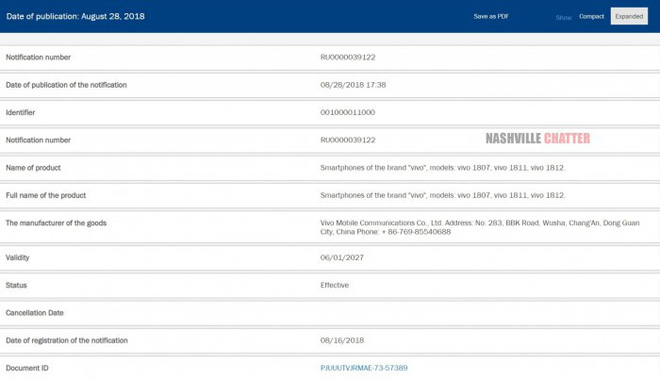 Date of publication: August 28, 2018 Save as PDF Show Compact Expanded
Notification number RU0000039122
Date of publication of the notification 08/28/2018 17:38
Identifier 001000011000
Notification number RU0000039122
NASHVILLE CHATTER
Name of product Smartphones of the brand "vivo", models: vivo 1807, vivo 1811, vivo 1812.
Full name of the product Smartphones of the brand "vivo", models: vivo 1807, vivo 1811, vivo 1812.
The manufacturer of the goods Vivo Mobile Communications Co., Ltd. Address: No. 283, BBK Road, Wusha, Chang'An, Dong Guan
City, China Phone: + 86-769-85540688
Validity 06/01/2027
Status Effective
Cancellation Date
Date of registration of the notification 08/16/2018
Document ID PJUUUTVJRMAE-73-57389